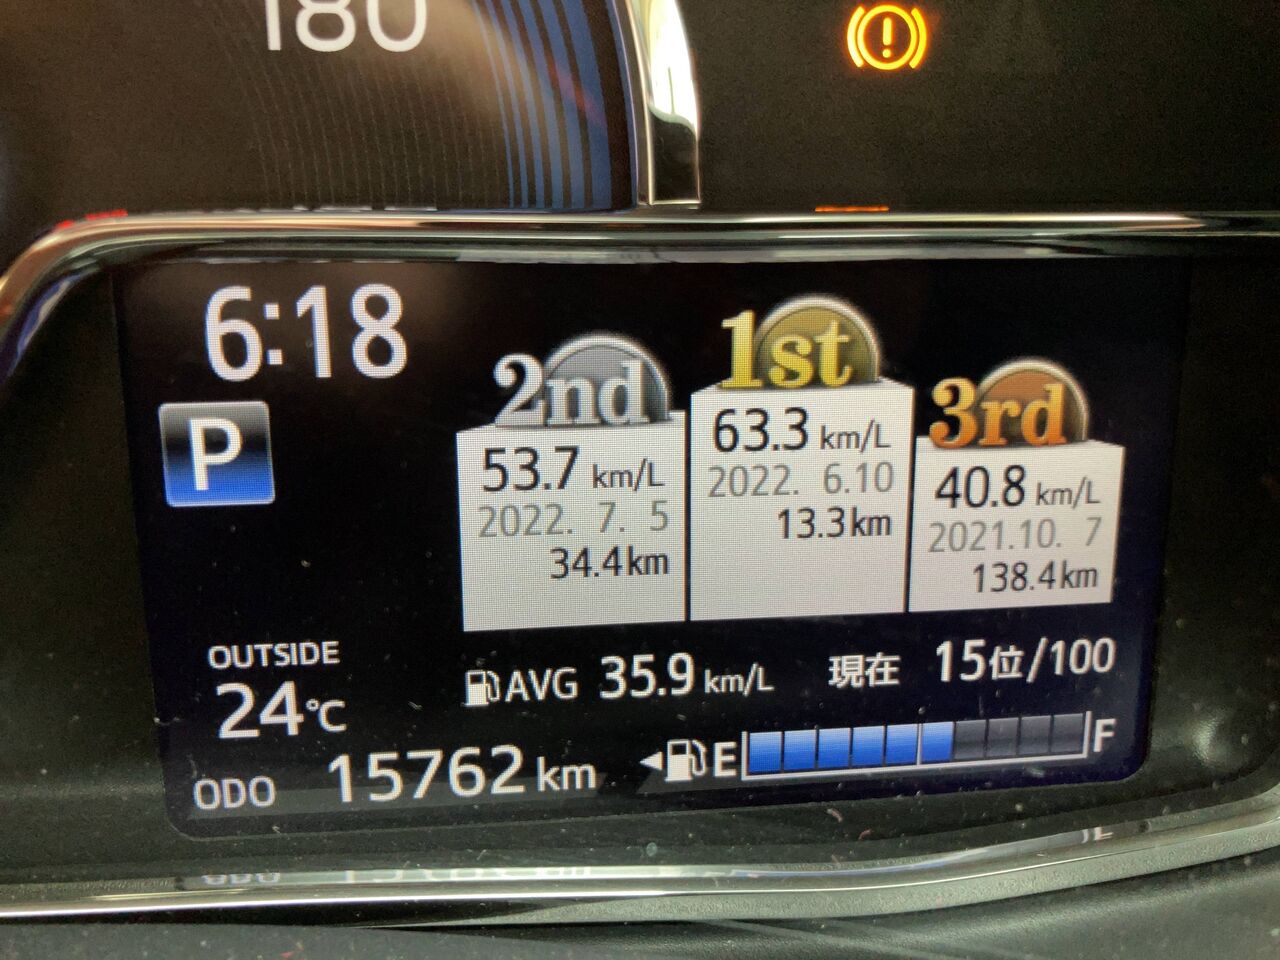 180
6:18
P
2nd
53.7 km/L
2022. 7. 5
34.4km
1st
63.3 km/L
2022. 6.10
13.3km
3rd
40.8 km/L
2021.10. 7
138.4km
OUTSIDE
24℃
AVG 35.9 km/L
現在 15位/100
ODO 15762 km
E F